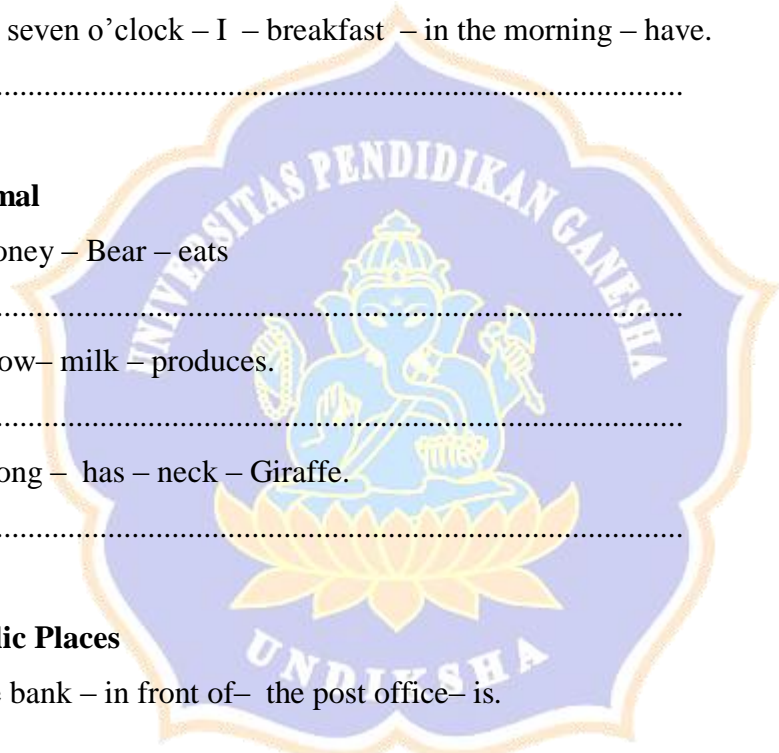 seven o’clock – I – breakfast – in the morning – have.
................................................................................
mal
oney – Bear – eats
................................................................................
ow– milk – produces.
................................................................................
ong – has – neck – Giraffe.
................................................................................
lic Places
bank – in front of– the post office– is.
UNIVERSITAS PENDIDIKAN GANESHA
UNDIKSHA